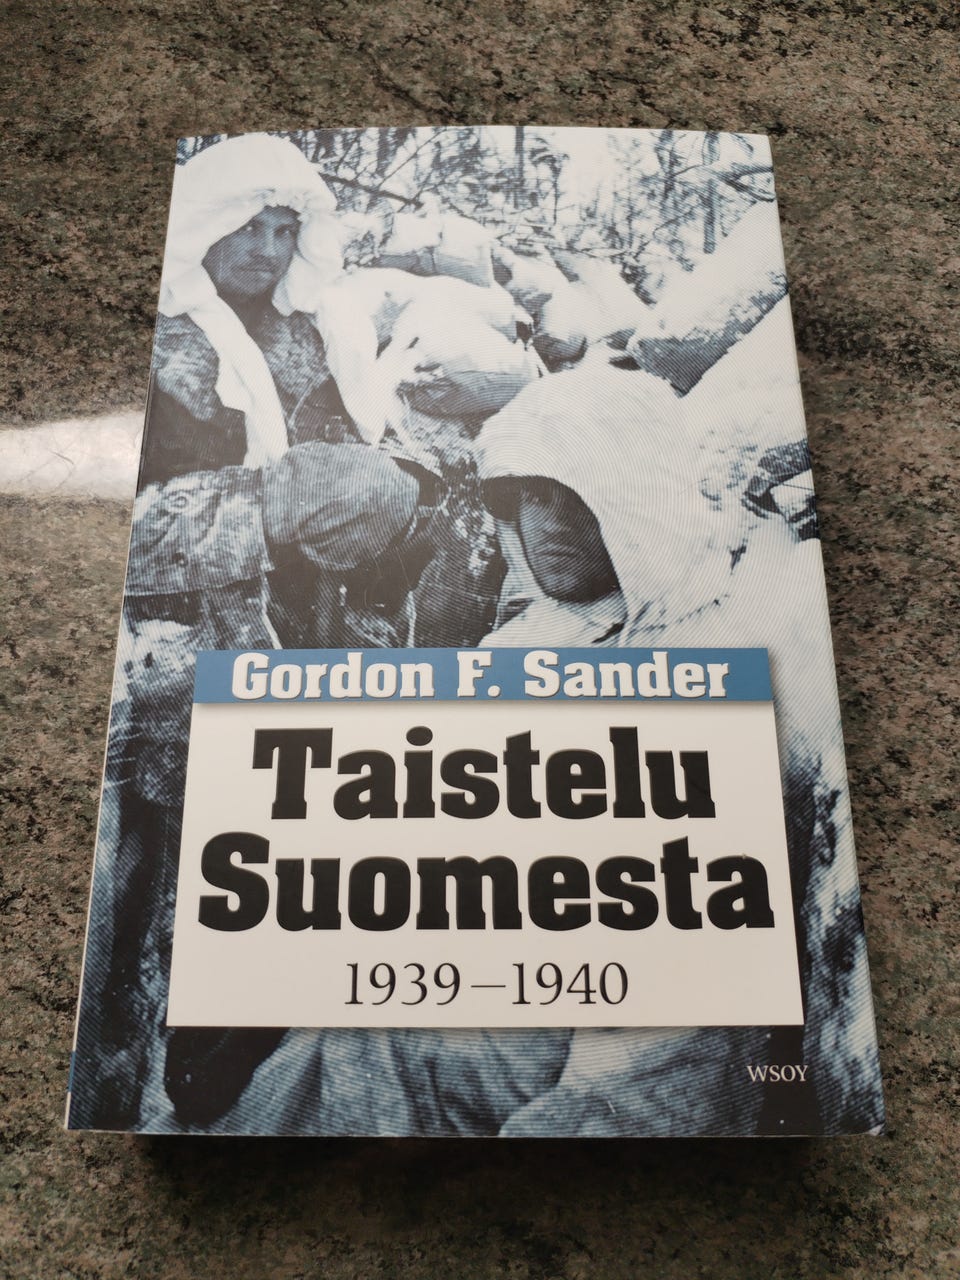 Gordon F. Sander
Taistelu
Suomesta
1939–1940
WSOY